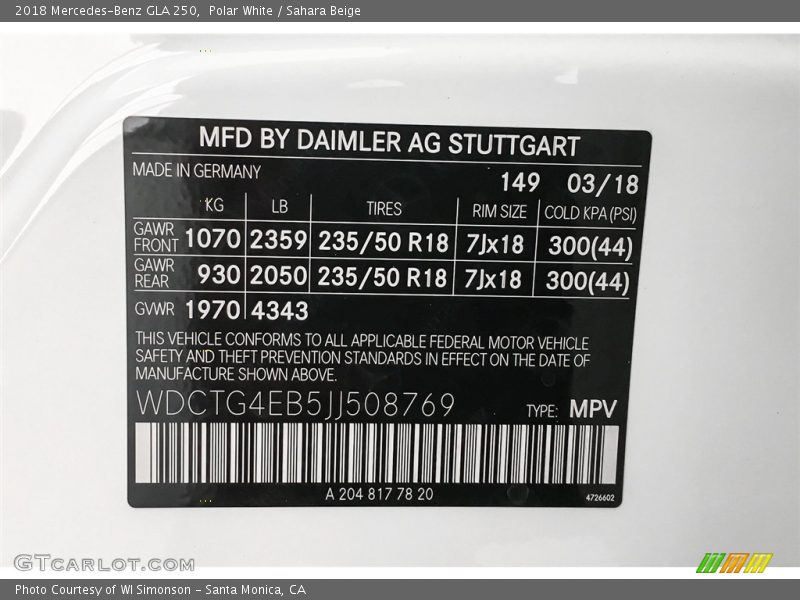 2018 Mercedes-Benz GLA 250,  Polar White / Sahara Beige
MFD BY DAIMLER AG STUTTGART
MADE IN GERMANY
149 03/18
KG LB TIRES RIM SIZE COLD KPA (PSI)
GAWR FRONT 1070 2359 235/50 R18 7Jx18 300(44)
GAWR REAR 930 2050 235/50 R18 7Jx18 300(44)
GVWR 1970 4343
THIS VEHICLE CONFORMS TO ALL APPLICABLE FEDERAL MOTOR VEHICLE
SAFETY AND THEFT PREVENTION STANDARDS IN EFFECT ON THE DATE OF
MANUFACTURE SHOWN ABOVE.
WDCTG4EB5JJ508769 TYPE: MPV
A 204 817 78 20 4726602
GTCARLOT.COM
Photo Courtesy of WI Simonson - Santa Monica, CA